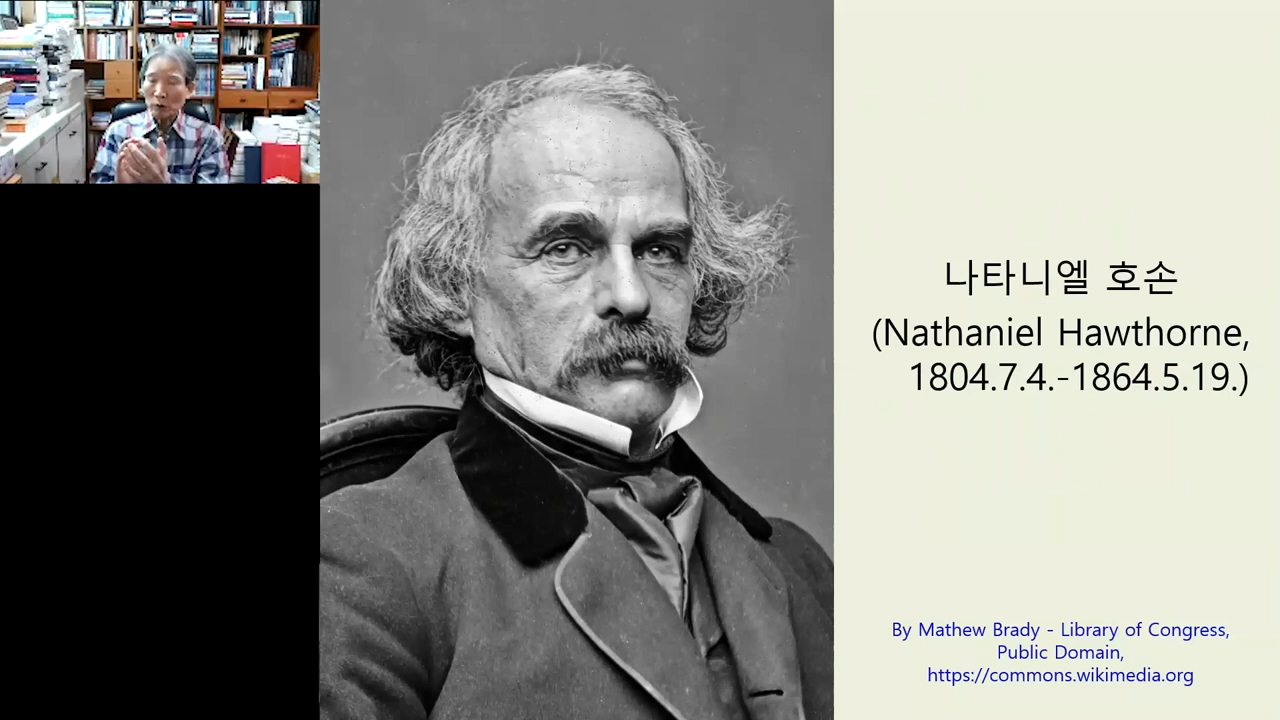 나타니엘 호손
(Nathaniel Hawthorne,
1804.7.4.-1864.5.19.)
By Mathew Brady - Library of Congress,
Public Domain,
https://commons.wikimedia.org